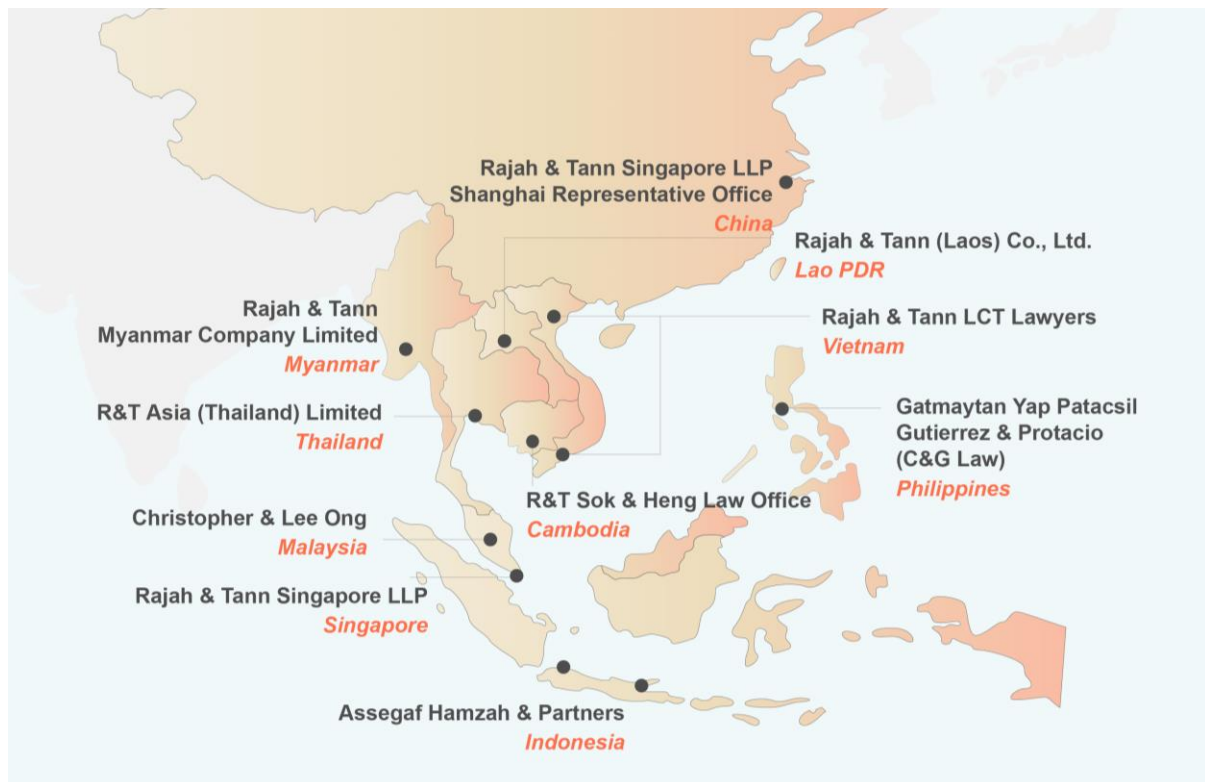 Rajah & Tann Singapore LLP
Shanghai Representative Office
China
Rajah & Tann (Laos) Co., Ltd.
Lao PDR
Rajah & Tann
Myanmar Company Limited
Myanmar
Rajah & Tann LCT Lawyers
Vietnam
R&T Asia (Thailand) Limited
Thailand
Gatmaytan Yap Patacsil
Gutierrez & Protacio
(C&G Law)
Philippines
R&T Sok & Heng Law Office
Cambodia
Christopher & Lee Ong
Malaysia
Rajah & Tann Singapore LLP
Singapore
Assegaf Hamzah & Partners
Indonesia